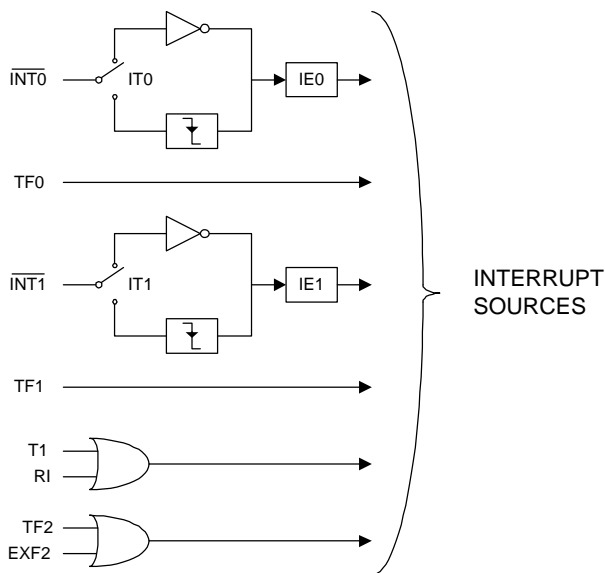 INT0
IT0
IE0
TF0
INT1
IT1
IE1
TF1
T1
RI
TF2
EXF2
INTERRUPT
SOURCES